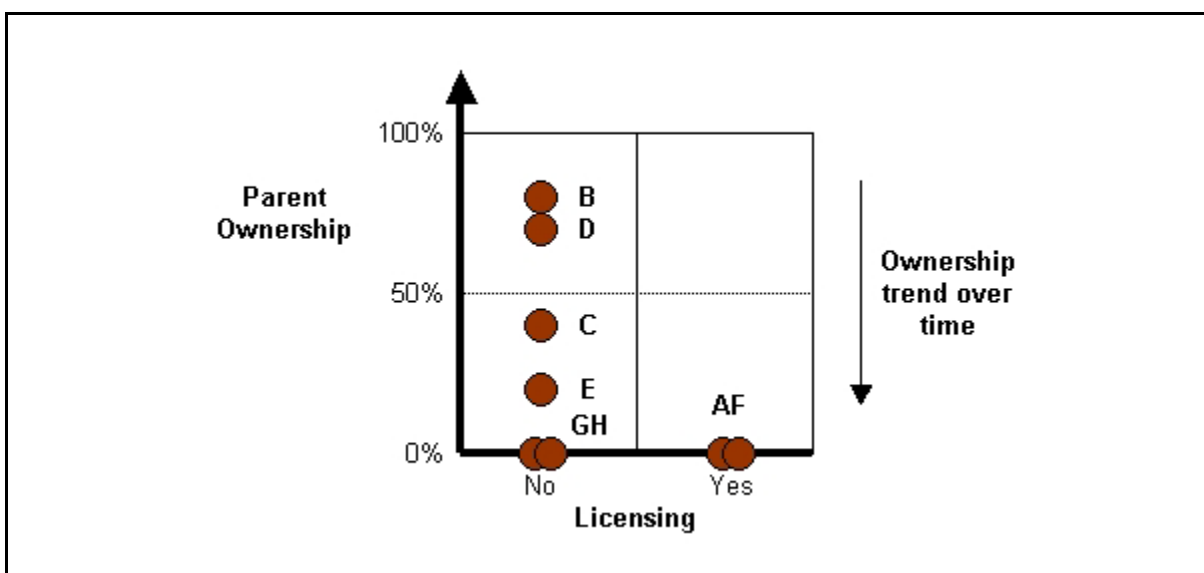 100%
Parent
Ownership
B
D
50%
Ownership
trend over
time
C
E
AF
GH
0%
No
Yes
Licensing